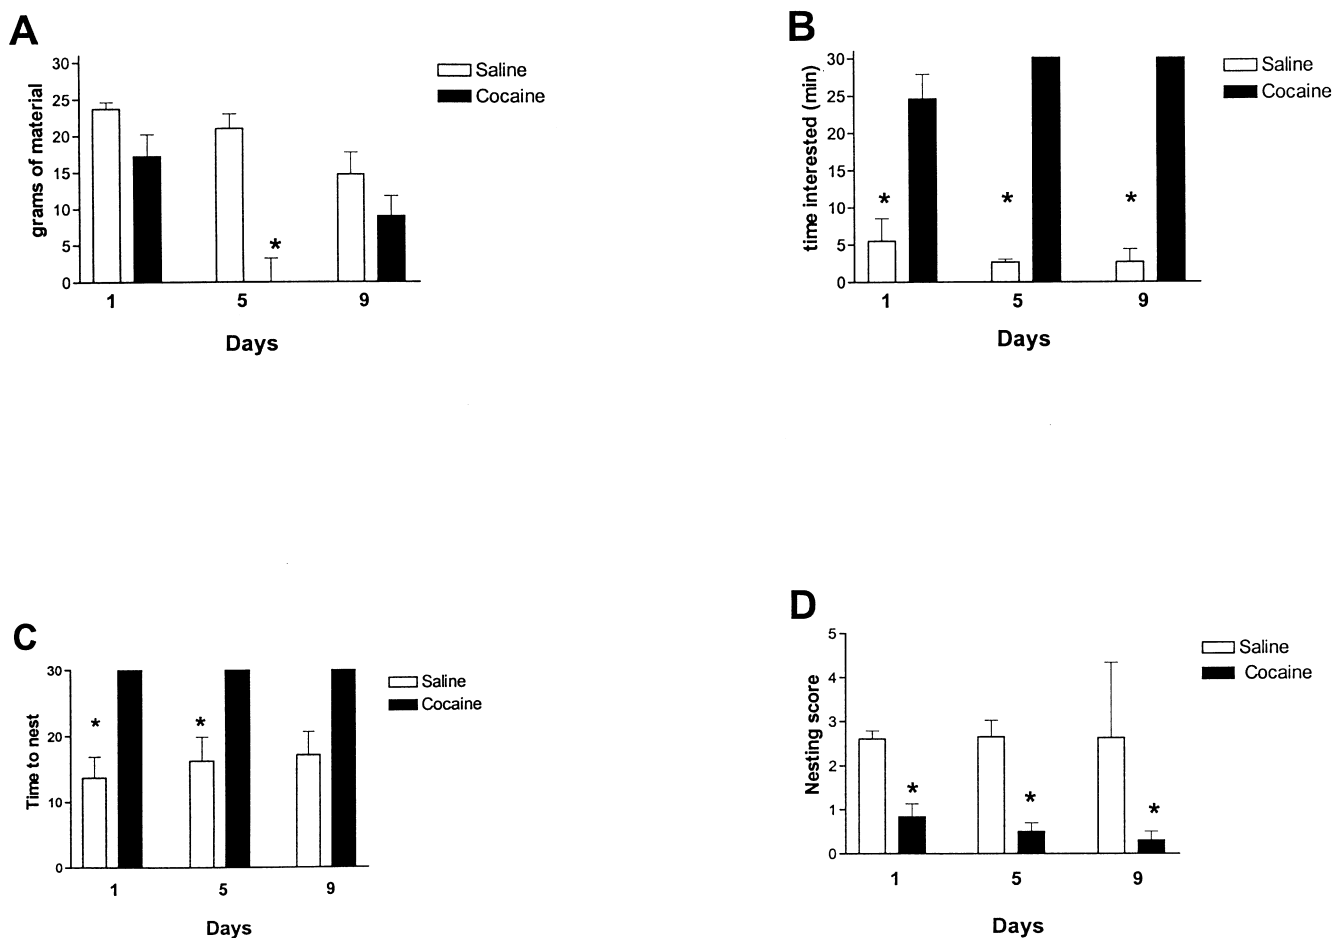 A
grams of material
30
25
20
15
10
5
0
*
1 5 9
Days
Saline
Cocaine
B
time interested (min)
30
25
20
15
10
5
0
* * *
1 5 9
Days
Saline
Cocaine
C
Time to nest
30
20
10
0
* *
1 5 9
Days
Saline
Cocaine
D
Nesting score
5
4
3
2
1
0
* * *
1 5 9
Days
Saline
Cocaine